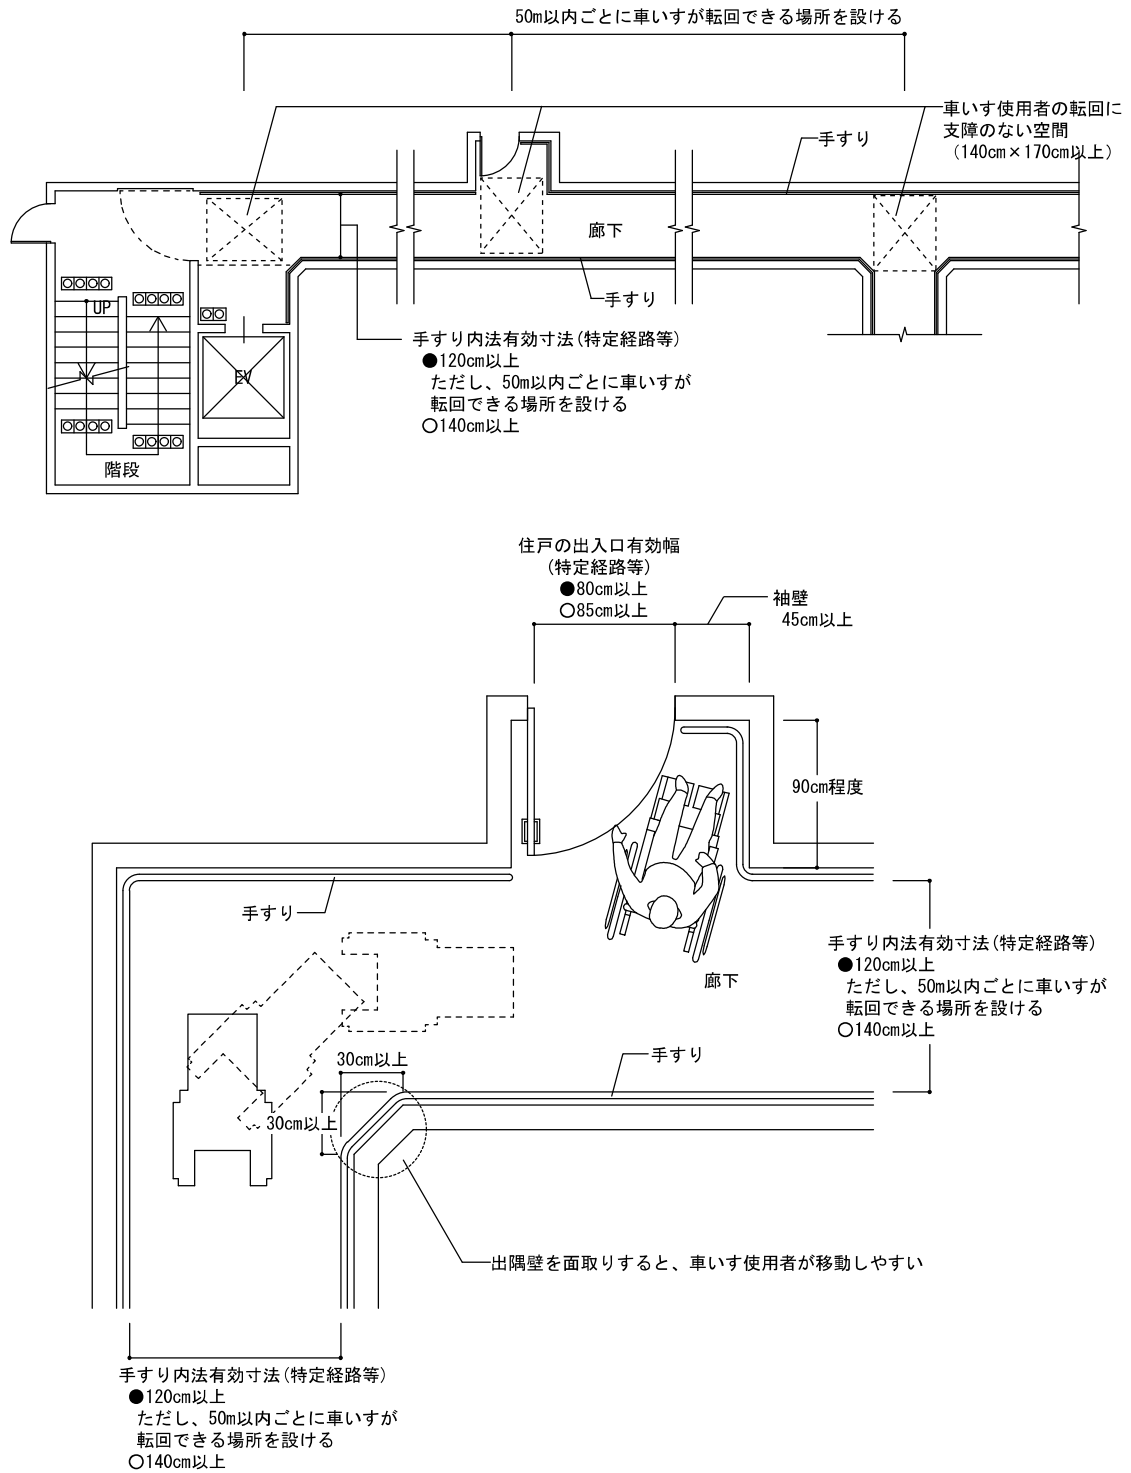 50m以内ごとに車いすが転回できる場所を設ける
車いす使用者の転回に
支障のない空間
（140cm×170cm以上）
手すり
廊下
手すり
UP
EV
階段
手すり内法有効寸法(特定経路等)
●120cm以上
ただし、50m以内ごとに車いすが
転回できる場所を設ける
○140cm以上
住戸の出入口有効幅
(特定経路等)
●80cm以上
○85cm以上
袖壁
45cm以上
90cm程度
手すり
廊下
手すり内法有効寸法(特定経路等)
●120cm以上
ただし、50m以内ごとに車いすが
転回できる場所を設ける
○140cm以上
手すり
30cm以上
30cm以上
出隅壁を面取りすると、車いす使用者が移動しやすい
手すり内法有効寸法(特定経路等)
●120cm以上
ただし、50m以内ごとに車いすが
転回できる場所を設ける
○140cm以上